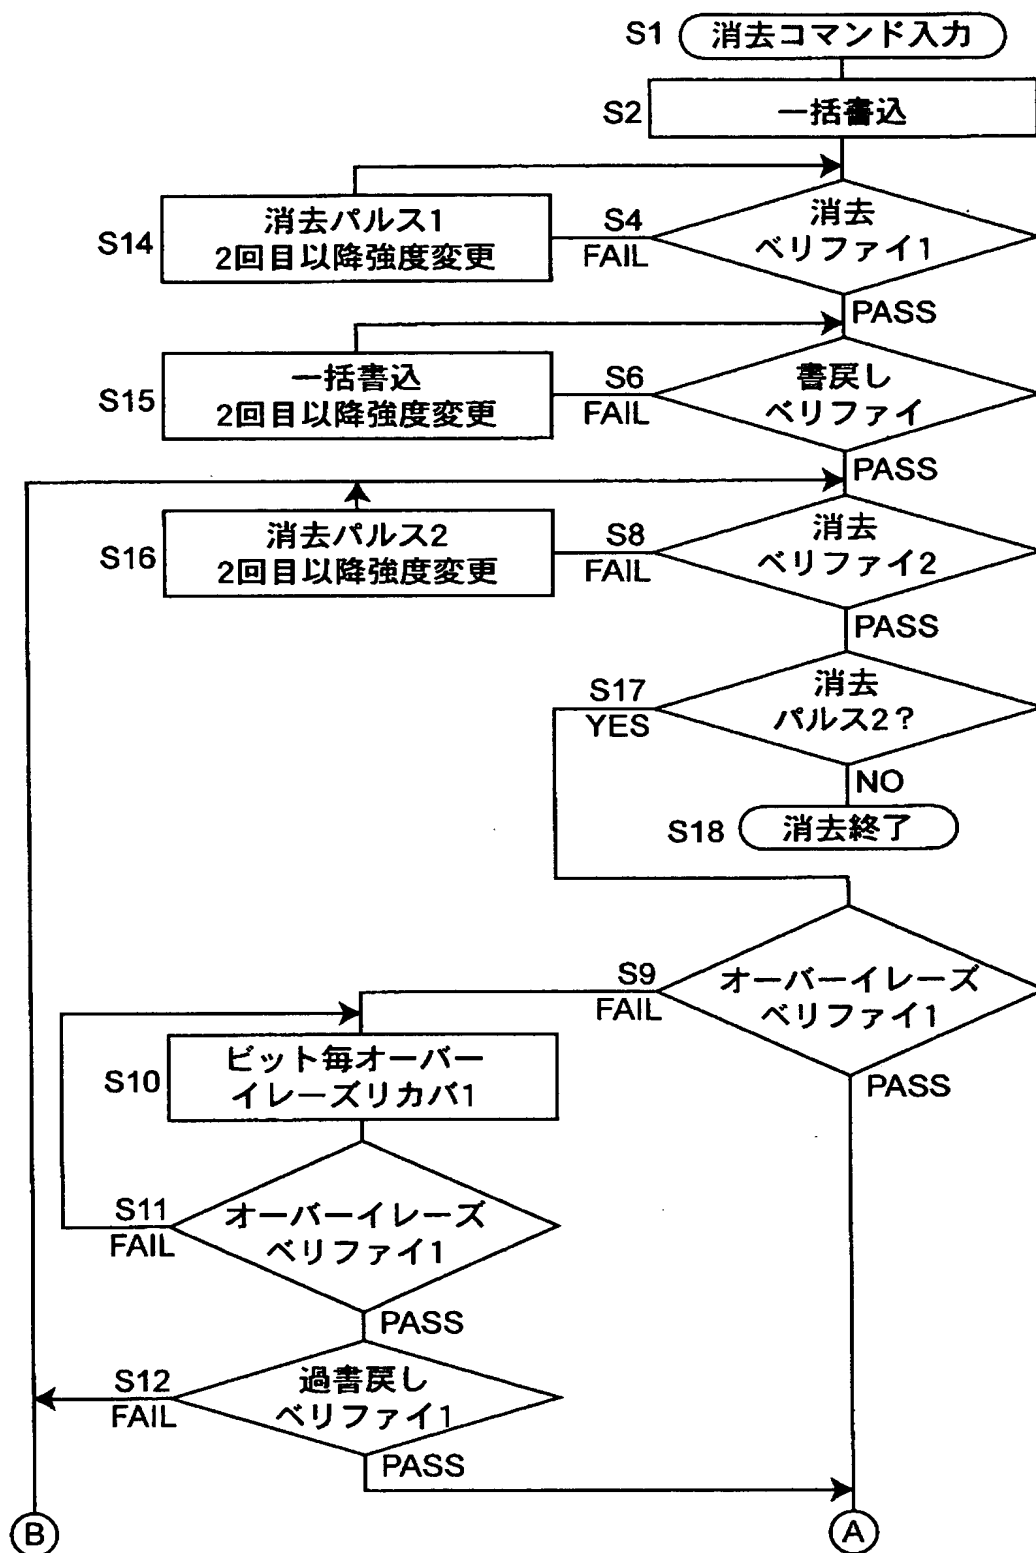 S1 消去コマンド入力
S2 一括書込
S14 消去パルス1
2回目以降強度変更
S4
FAIL
消去
ベリファイ1
PASS
S15 一括書込
2回目以降強度変更
S6
FAIL
書戻し
ベリファイ
PASS
S16 消去パルス2
2回目以降強度変更
S8
FAIL
消去
ベリファイ2
PASS
S17
YES
消去
パルス2?
NO
S18 消去終了
S9
FAIL
オーバーイレーズ
ベリファイ1
PASS
S10 ビット毎オーバー
イレーズリカバ1
S11
FAIL
オーバーイレーズ
ベリファイ1
PASS
S12
FAIL
過書戻し
ベリファイ1
PASS
B
A